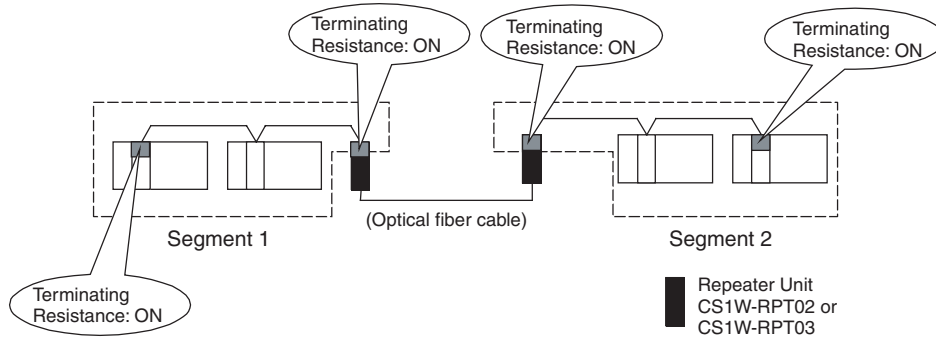 Terminating
Resistance: ON
Terminating
Resistance: ON
Terminating
Resistance: ON
(Optical fiber cable)
Segment 1
Segment 2
Terminating
Resistance: ON
Repeater Unit
CS1W-RPT02 or
CS1W-RPT03